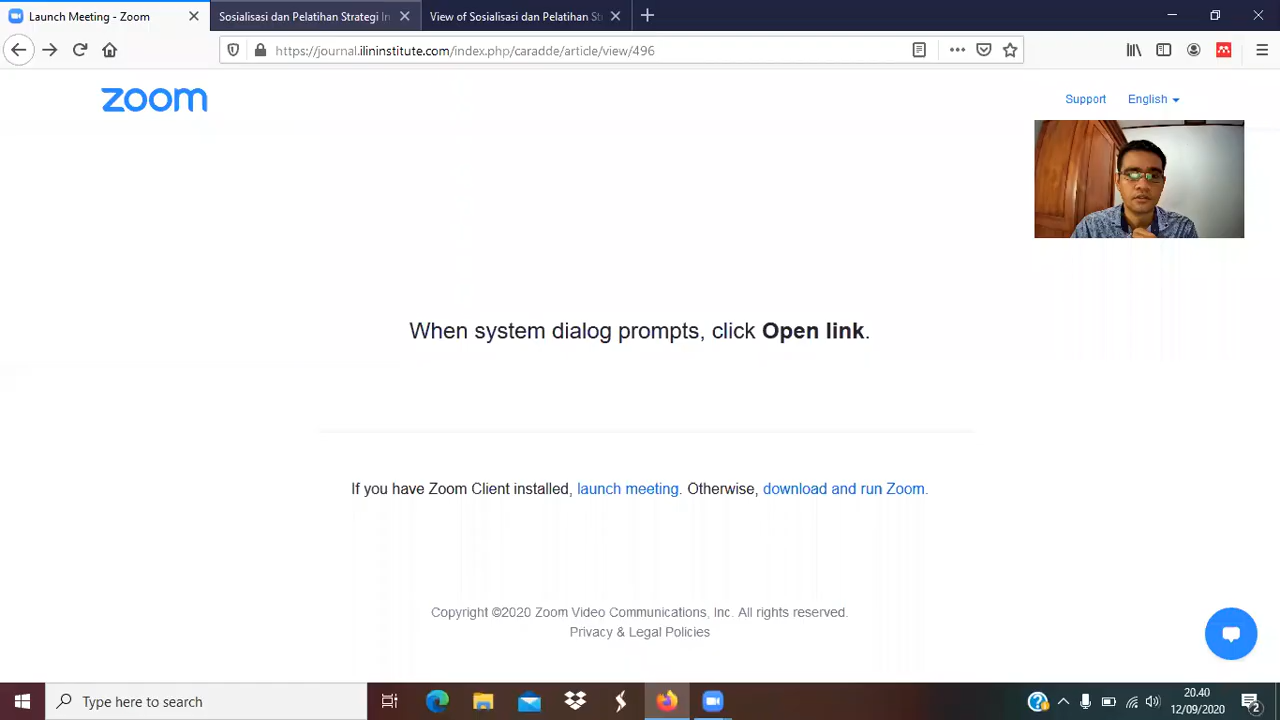 Launch Meeting - Zoom
Sosialisasi dan Pelatihan Strategi In
View of Sosialisasi dan Pelatihan Str
https://journal.ilininstitute.com/index.php/caradde/article/view/496
zoom
Support
English
When system dialog prompts, click Open link.
If you have Zoom Client installed, launch meeting. Otherwise, download and run Zoom.
Copyright ©2020 Zoom Video Communications, Inc. All rights reserved.
Privacy & Legal Policies
Type here to search
20.40
12/09/2020
2